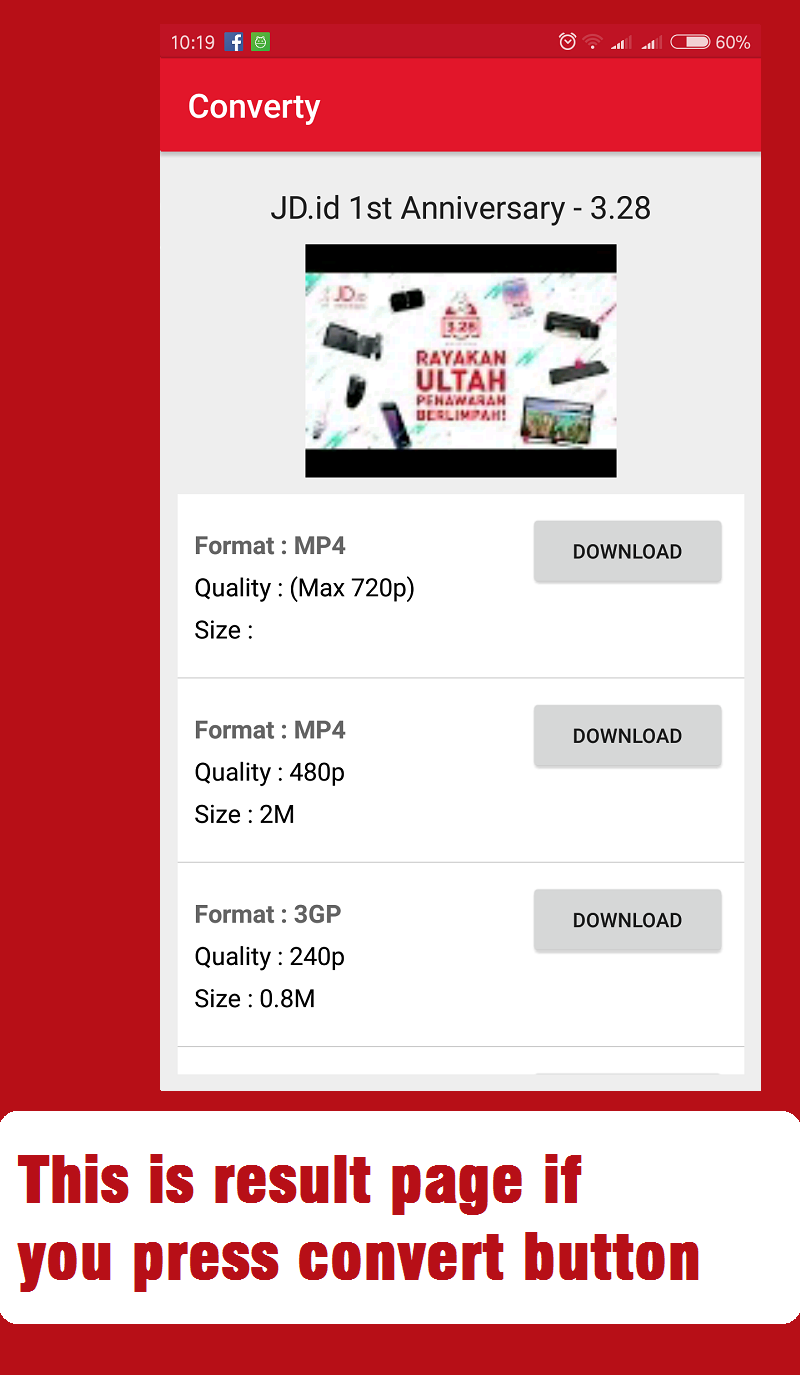 10:19
60%
Converty
JD.id 1st Anniversary - 3.28
JD.id
3.28
RAYAKAN
ULTAH
PENAWARAN
BERLIMPAH!
Format : MP4
DOWNLOAD
Quality : (Max 720p)
Size :
Format : MP4
DOWNLOAD
Quality : 480p
Size : 2M
Format : 3GP
DOWNLOAD
Quality : 240p
Size : 0.8M
This is result page if
you press convert button